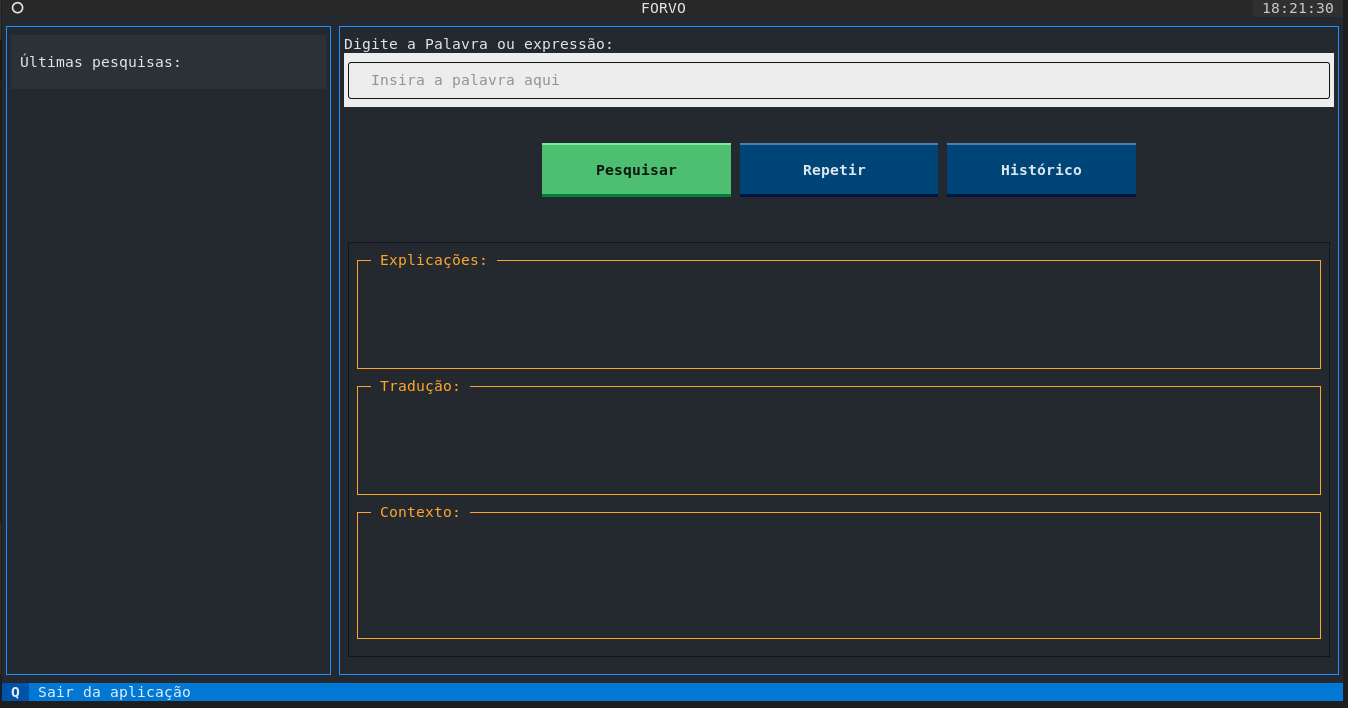 FORVO
18:21:30
Últimas pesquisas:
Digite a Palavra ou expressão:
Insira a palavra aqui
Pesquisar
Repetir
Histórico
Explicações:
Tradução:
Contexto:
Q Sair da aplicação